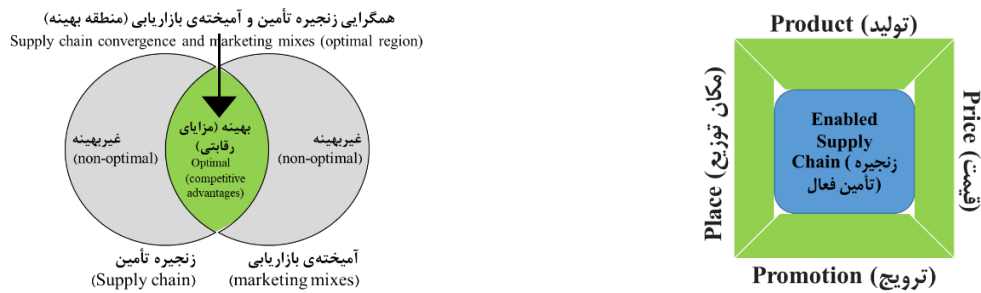 همگرایی زنجیره تأمین و آمیخته‌ی بازاریابی (منطقه بهینه)
Supply chain convergence and marketing mixes (optimal region)
غیربهینه
(non-optimal)
بهینه (مزایای
رقابتی)
Optimal
(competitive
advantages)
غیربهینه
(non-optimal)
زنجیره تأمین
(Supply chain)
آمیخته‌ی بازاریابی
(marketing mixes)
Product (تولید)
Place (مکان توزیع)
Enabled
Supply
Chain (زنجیره
تأمین فعال)
Price (قیمت)
Promotion (ترویج)